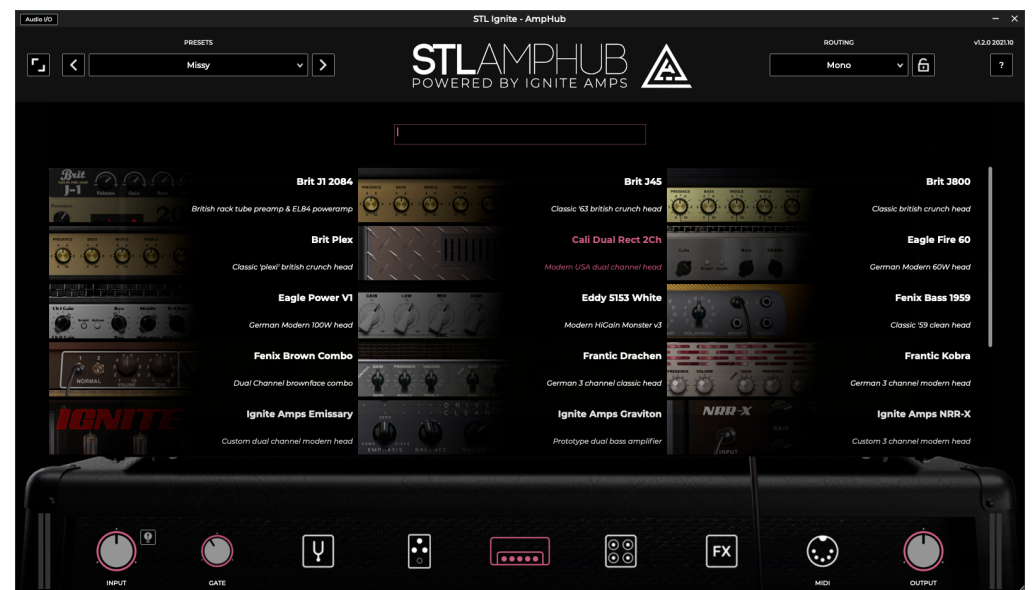 Audio I/O
STL Ignite - AmpHub
PRESETS
Missy
STLAMPHUB
POWERED BY IGNITE AMPS
ROUTING
Mono
v1.2.0 2021.10
?
Brit J1 2084
British rack tube preamp & EL84 poweramp
Brit J45
Classic '63 british crunch head
Brit J800
Classic british crunch head
Brit Plex
Classic 'plexi' british crunch head
Cali Dual Rect 2Ch
Modern USA dual channel head
Eagle Fire 60
German Modern 60W head
Eagle Power V1
German Modern 100W head
Eddy 5153 White
Modern HiGain Monster v3
Fenix Bass 1959
Classic '59 clean head
Fenix Brown Combo
Dual Channel brownface combo
Frantic Drachen
German 3 channel classic head
Frantic Kobra
German 3 channel modern head
IGNITE
Ignite Amps Emissary
Custom dual channel modern head
Ignite Amps Graviton
Prototype dual bass amplifier
NRR-X
Ignite Amps NRR-X
Custom 3 channel modern head
FX
INPUT
GATE
MIDI
OUTPUT